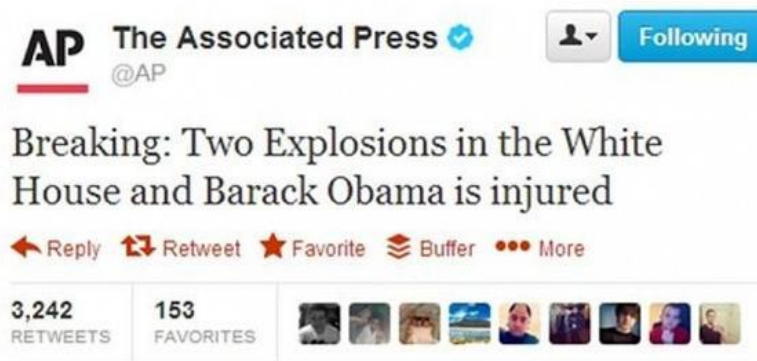 AP The Associated Press
@AP
Following
Breaking: Two Explosions in the White
House and Barack Obama is injured
Reply Retweet Favorite Buffer More
3,242 153
RETWEETS FAVORITES